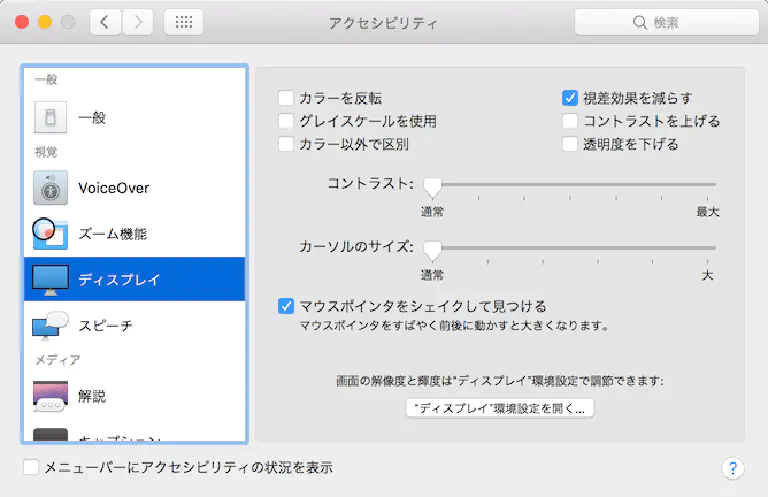 アクセシビリティ
検索
一般
一般
視覚
VoiceOver
ズーム機能
ディスプレイ
スピーチ
メディア
解説
カラーを反転
グレイスケールを使用
カラー以外で区別
視差効果を減らす
コントラストを上げる
透明度を下げる
コントラスト:
通常 最大
カーソルのサイズ:
通常 大
マウスポインタをシェイクして見つける
マウスポインタをすばやく前後に動かすと大きくなります。
画面の解像度と輝度は"ディスプレイ"環境設定で調節できます:
"ディスプレイ"環境設定を開く...
メニューバーにアクセシビリティの状況を表示
?